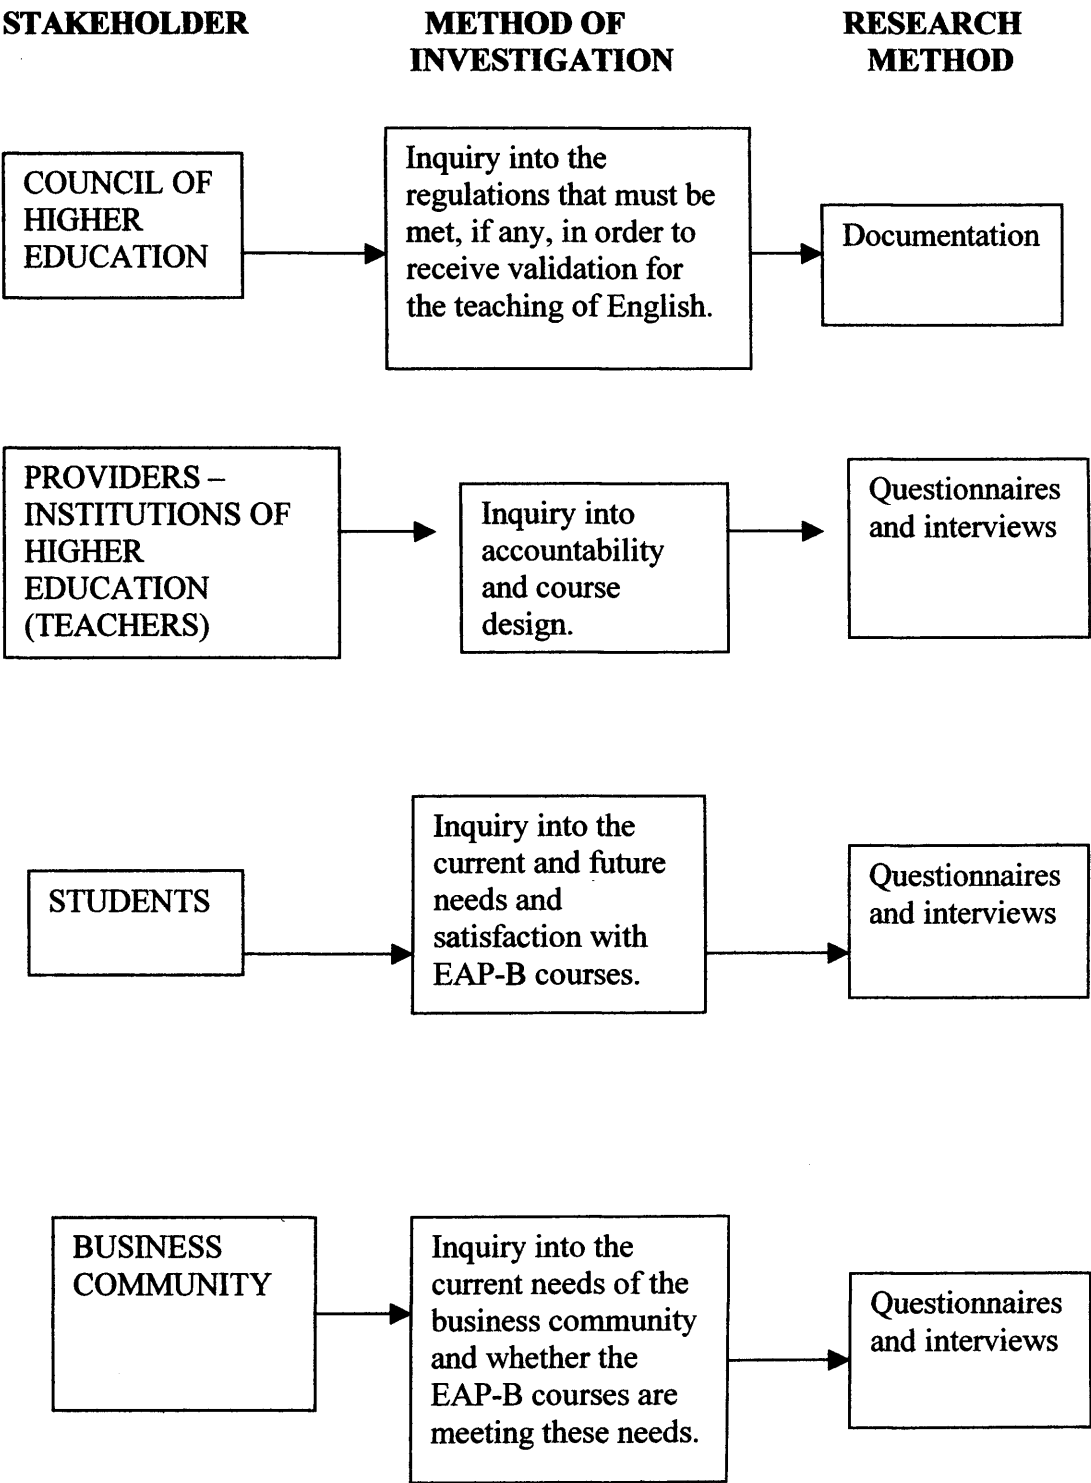 STAKEHOLDER
METHOD OF
INVESTIGATION
RESEARCH
METHOD
COUNCIL OF
HIGHER
EDUCATION
Inquiry into the
regulations that must be
met, if any, in order to
receive validation for
the teaching of English.
Documentation
PROVIDERS –
INSTITUTIONS OF
HIGHER
EDUCATION
(TEACHERS)
Inquiry into
accountability
and course
design.
Questionnaires
and interviews
STUDENTS
Inquiry into the
current and future
needs and
satisfaction with
EAP-B courses.
Questionnaires
and interviews
BUSINESS
COMMUNITY
Inquiry into the
current needs of the
business community
and whether the
EAP-B courses are
meeting these needs.
Questionnaires
and interviews